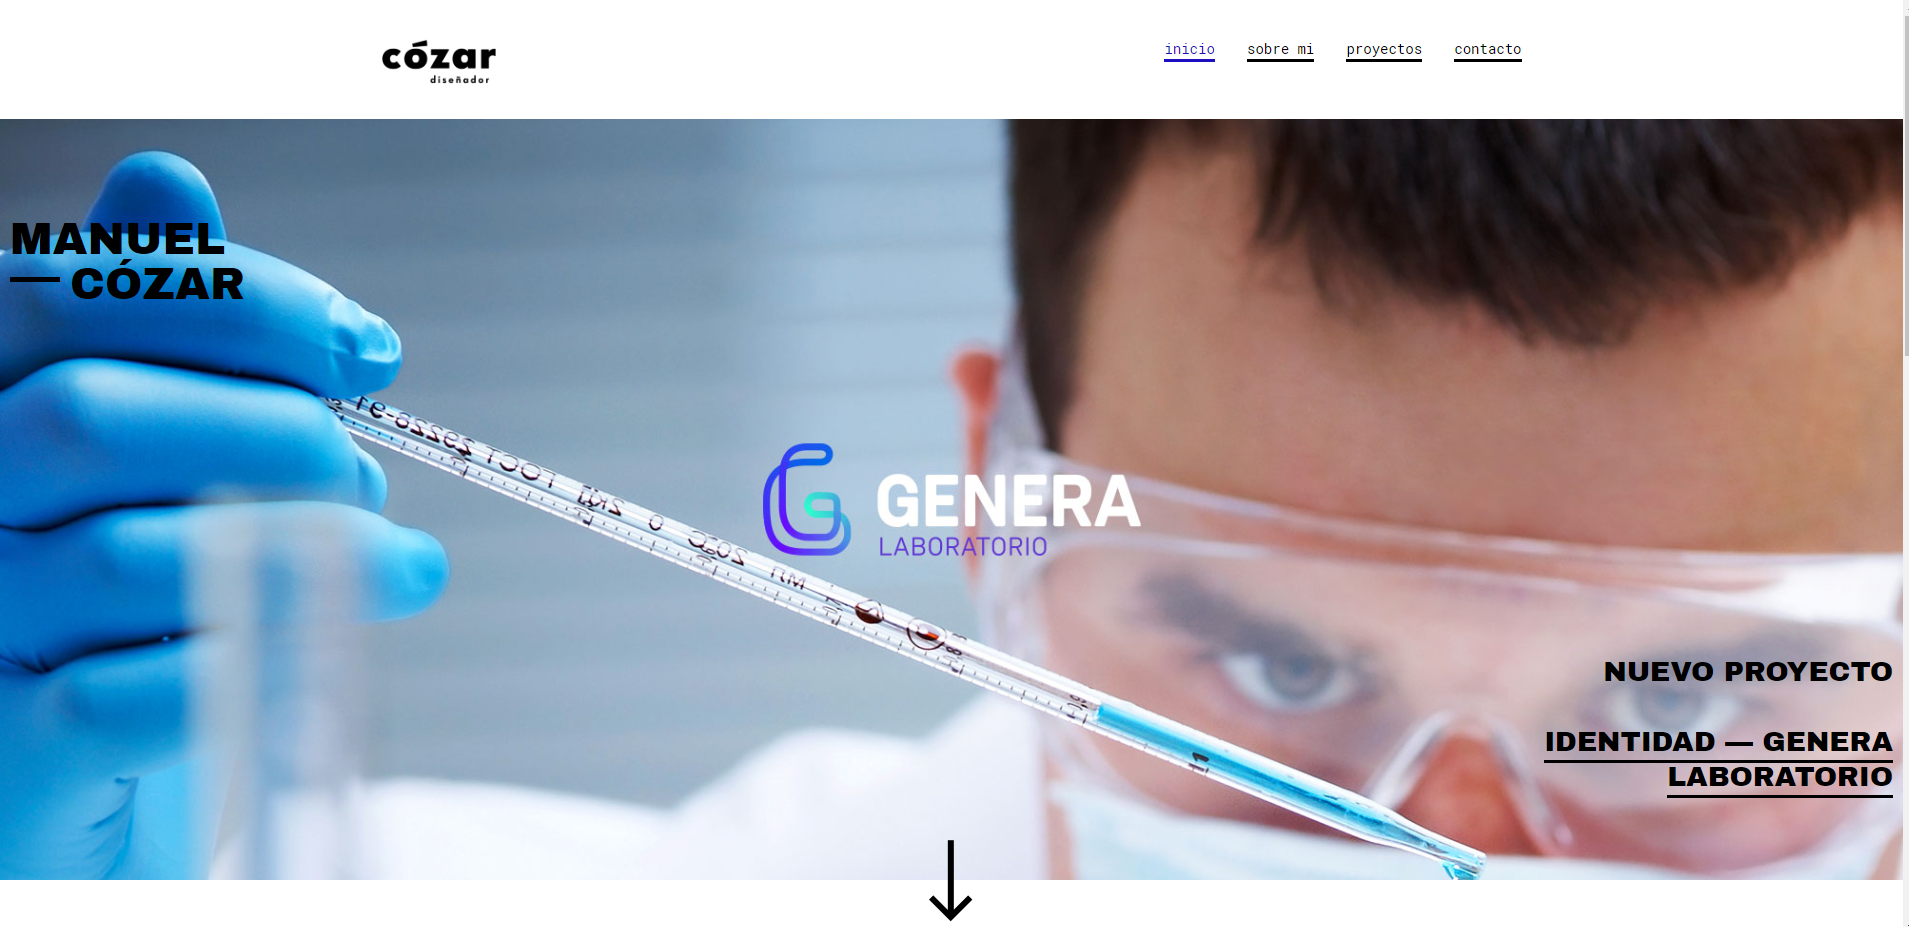 cózar
diseñador
inicio sobre mi proyectos contacto
MANUEL
— CÓZAR
GENERA
LABORATORIO
NUEVO PROYECTO
IDENTIDAD — GENERA
LABORATORIO